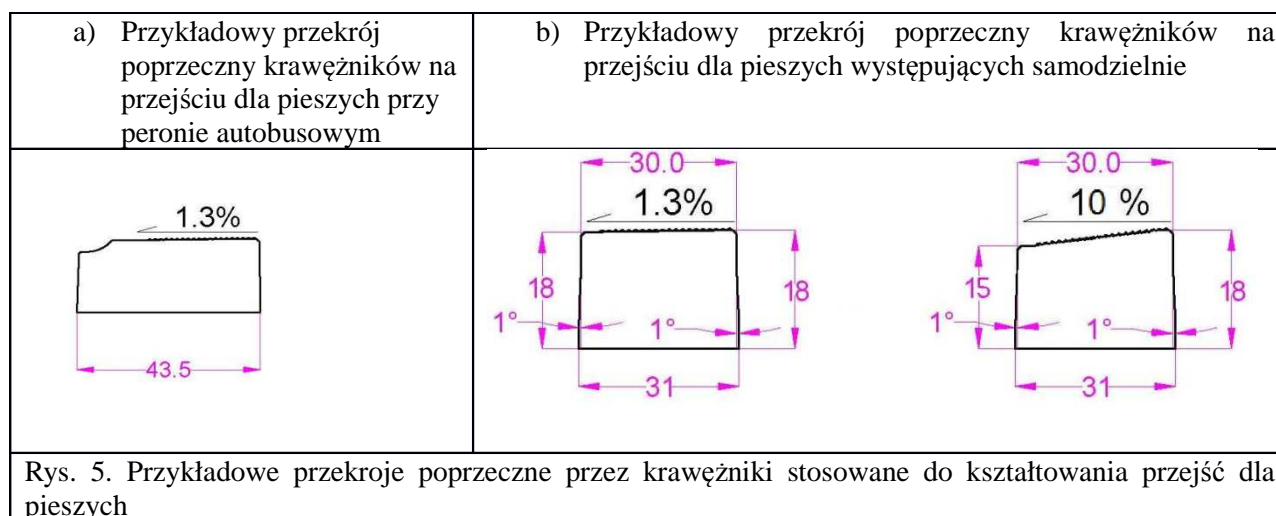 a) Przykładowy przekrój
poprzeczny krawężników na
przejściu dla pieszych przy
peronie autobusowym
b) Przykładowy przekrój poprzeczny krawężników na
przejściu dla pieszych występujących samodzielnie
1.3%
43.5
30.0
1.3%
18
18
1°
1°
31
30.0
10 %
15
18
1°
1°
31
Rys. 5. Przykładowe przekroje poprzeczne przez krawężniki stosowane do kształtowania przejść dla
pieszych